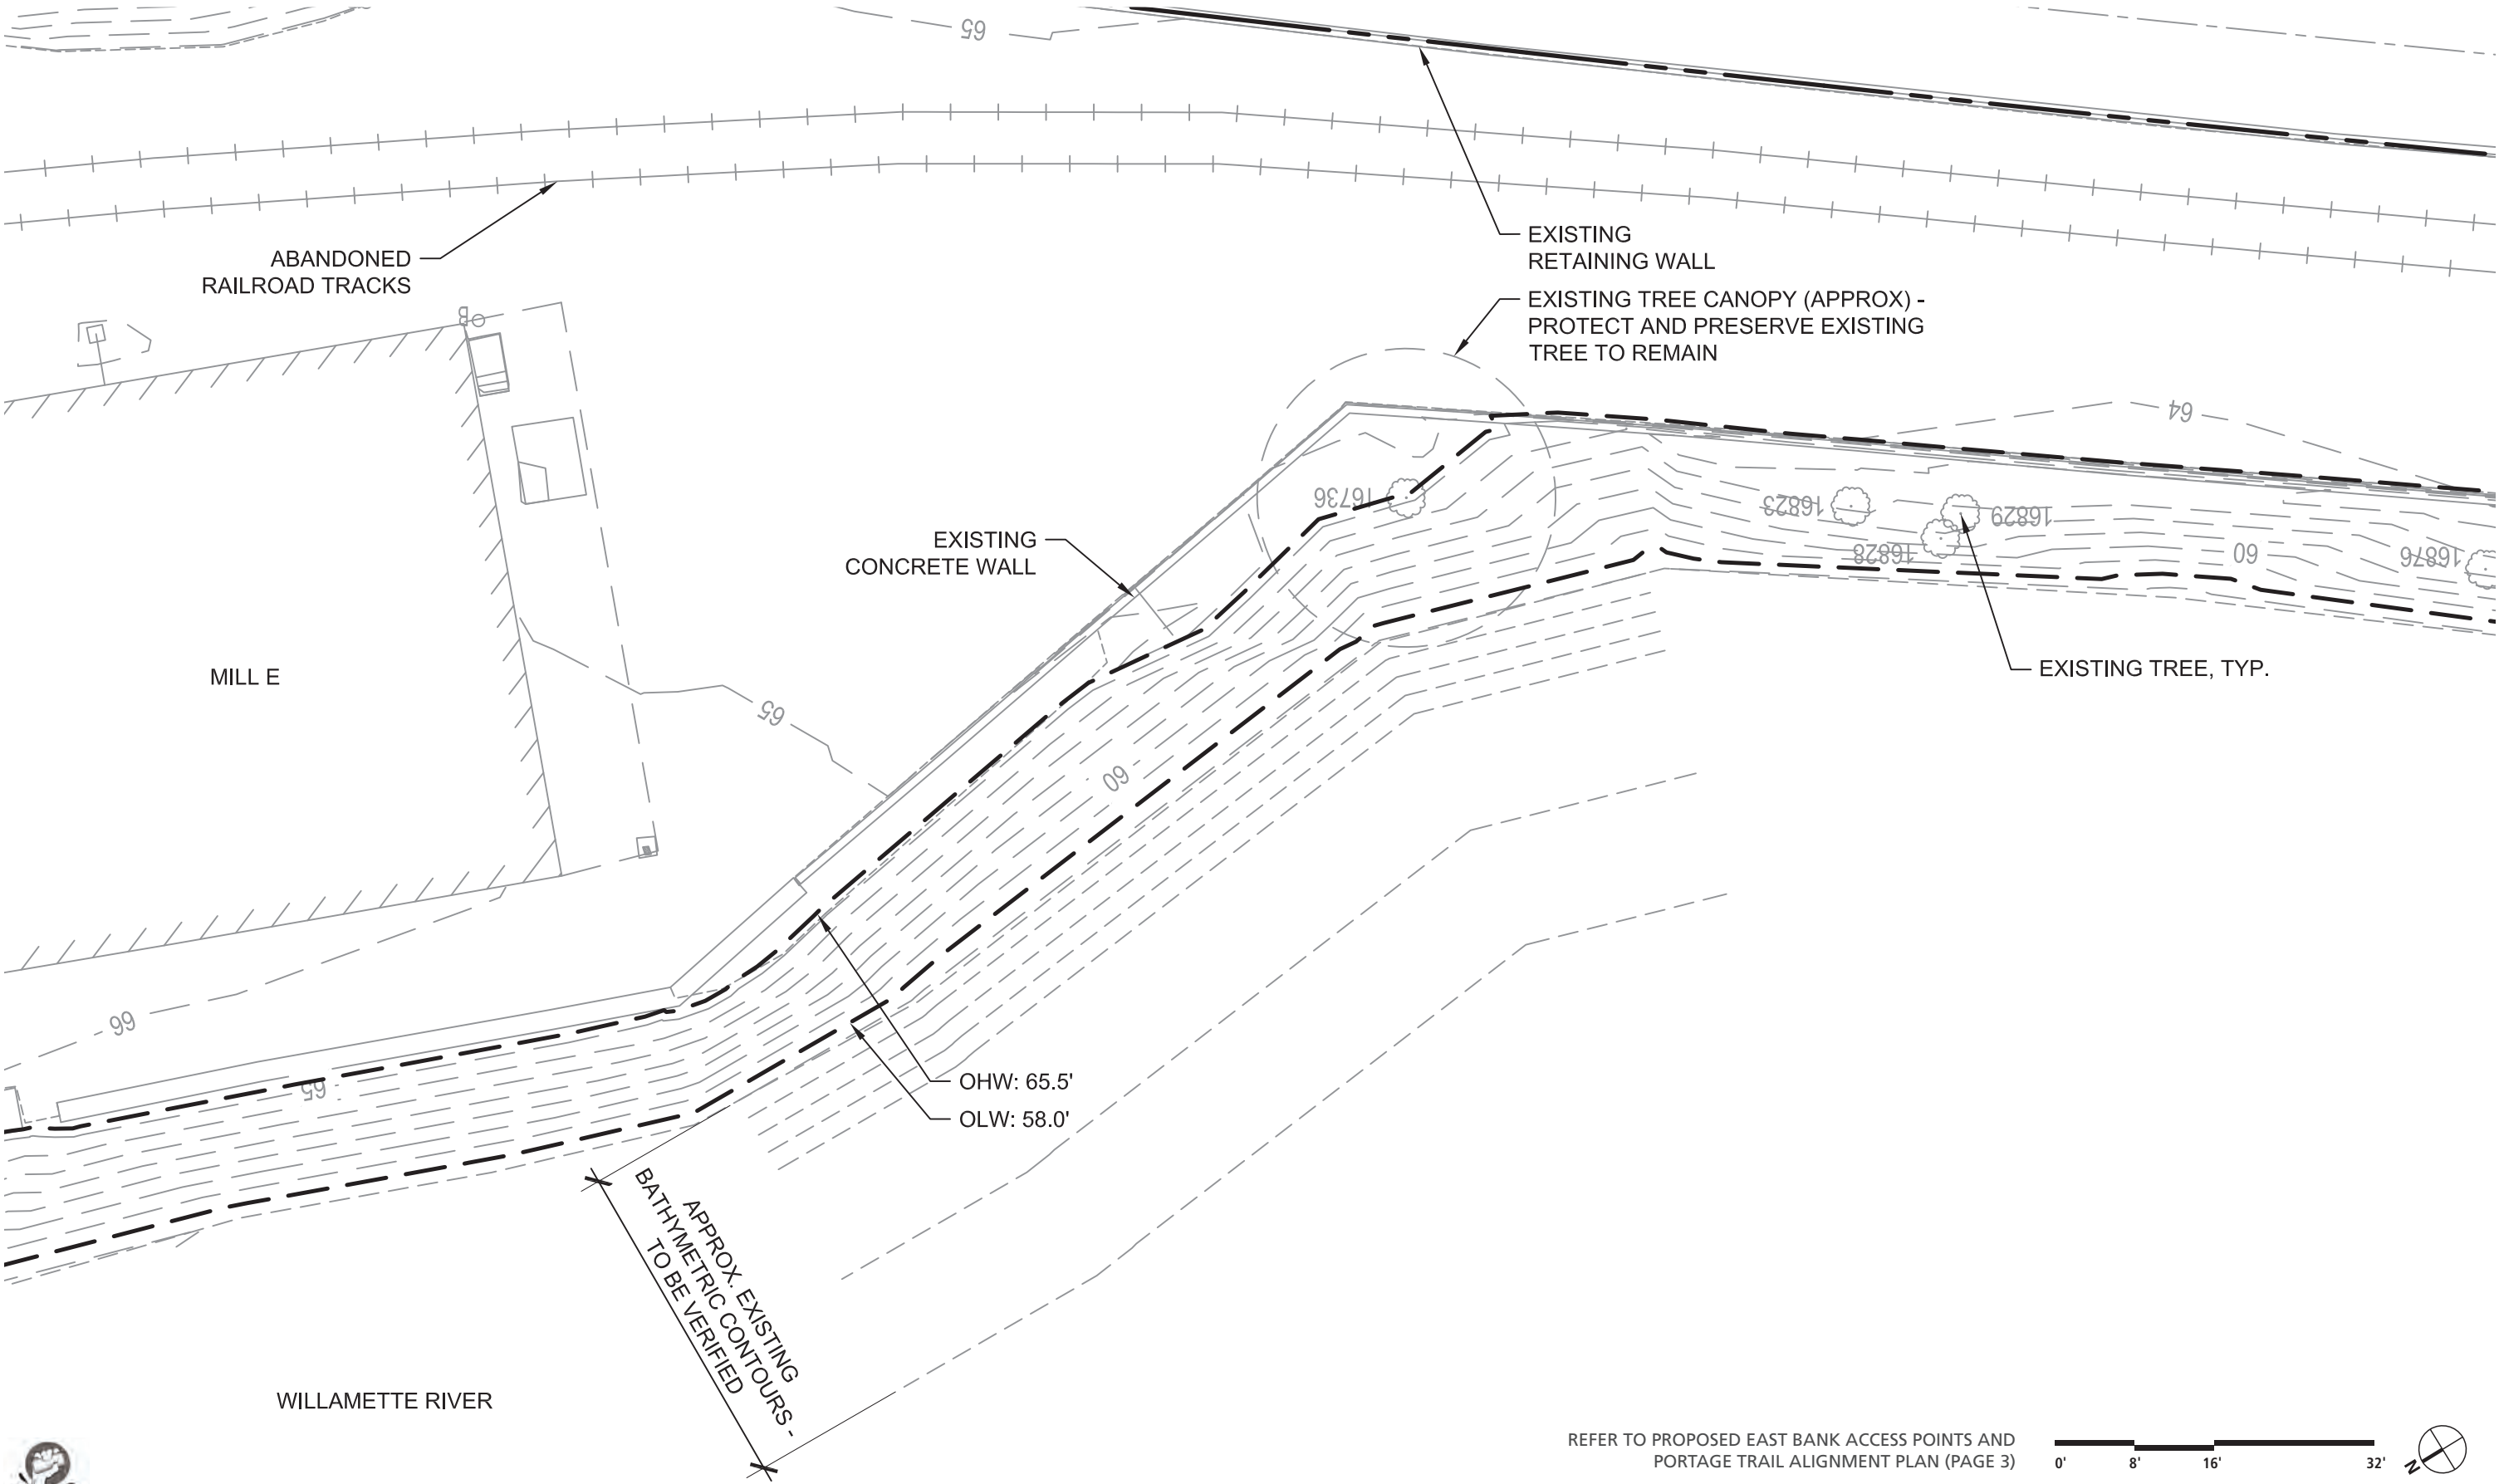 65
ABANDONED
RAILROAD TRACKS
EXISTING
RETAINING WALL
EXISTING TREE CANOPY (APPROX) -
PROTECT AND PRESERVE EXISTING
TREE TO REMAIN
64
16736
16823
16829
16828
60
16876
EXISTING
CONCRETE WALL
MILL E
EXISTING TREE, TYP.
65
60
66
65
OHW: 65.5'
OLW: 58.0'
APPROX. EXISTING
BATHYMETRIC CONTOURS -
TO BE VERIFIED
WILLAMETTE RIVER
REFER TO PROPOSED EAST BANK ACCESS POINTS AND
PORTAGE TRAIL ALIGNMENT PLAN (PAGE 3)
0' 8' 16' 32'
N